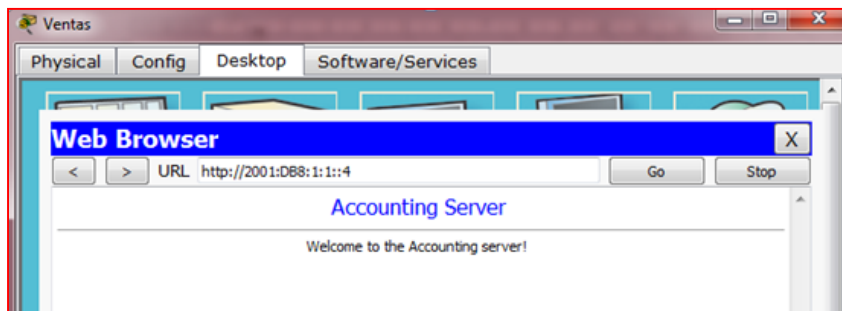 Ventas
Physical Config Desktop Software/Services
Web Browser X
< > URL http://2001:DB8:1:1::4 Go Stop
Accounting Server
Welcome to the Accounting server!